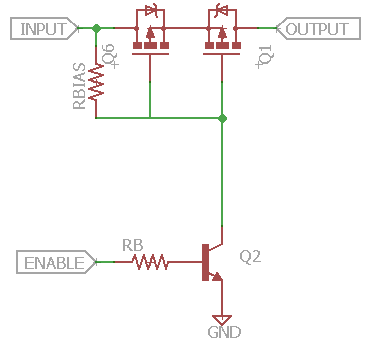 INPUT
OUTPUT
Q6
Q1
RBIAS
RB
Q2
ENABLE
GND